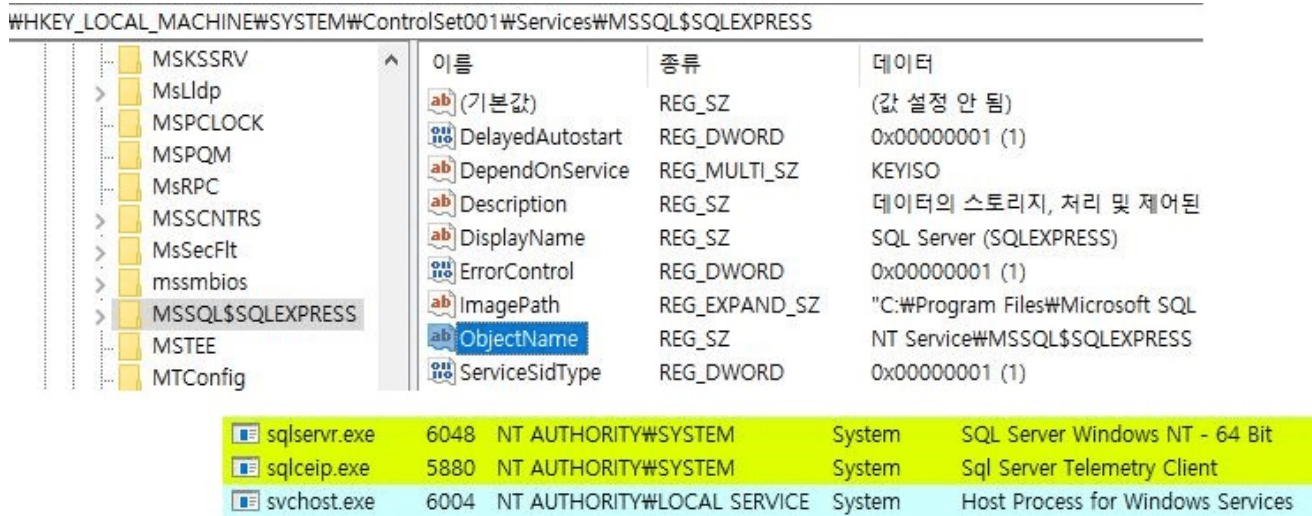 ₩HKEY_LOCAL_MACHINE₩SYSTEM₩ControlSet001₩Services₩MSSQL$SQLEXPRESS
MSKSSRV
MsLldp
MSPCLOCK
MSPQM
MsRPC
MSSCNTRS
MsSecFlt
mssmbios
MSSQL$SQLEXPRESS
MSTEE
MTConfig
이름 종류 데이터
(기본값) REG_SZ (값 설정 안 됨)
DelayedAutostart REG_DWORD 0x00000001 (1)
DependOnService REG_MULTI_SZ KEYISO
Description REG_SZ 데이터의 스토리지, 처리 및 제어된
DisplayName REG_SZ SQL Server (SQLEXPRESS)
ErrorControl REG_DWORD 0x00000001 (1)
ImagePath REG_EXPAND_SZ "C:₩Program Files₩Microsoft SQL
ObjectName REG_SZ NT Service₩MSSQL$SQLEXPRESS
ServiceSidType REG_DWORD 0x00000001 (1)
sqlservr.exe 6048 NT AUTHORITY₩SYSTEM System SQL Server Windows NT - 64 Bit
sqlceip.exe 5880 NT AUTHORITY₩SYSTEM System Sql Server Telemetry Client
svchost.exe 6004 NT AUTHORITY₩LOCAL SERVICE System Host Process for Windows Services